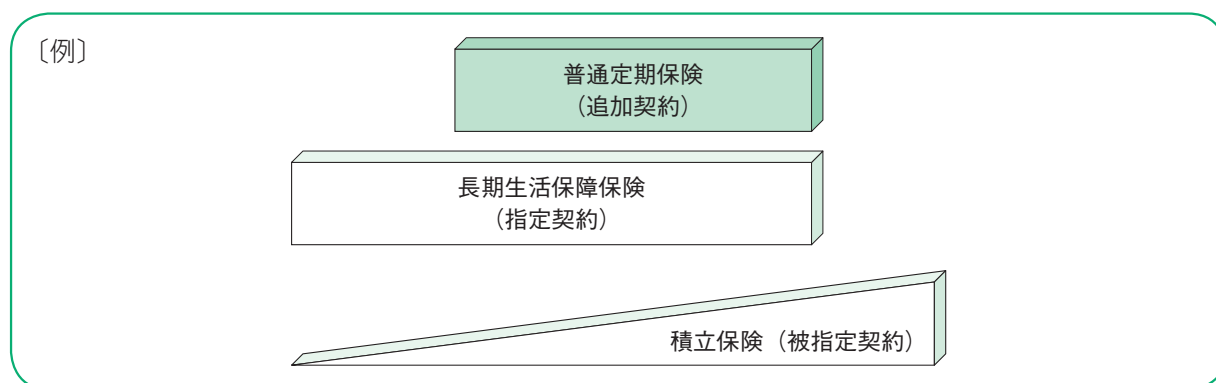 〔例〕
普通定期保険
（追加契約）
長期生活保障保険
（指定契約）
積立保険（被指定契約）